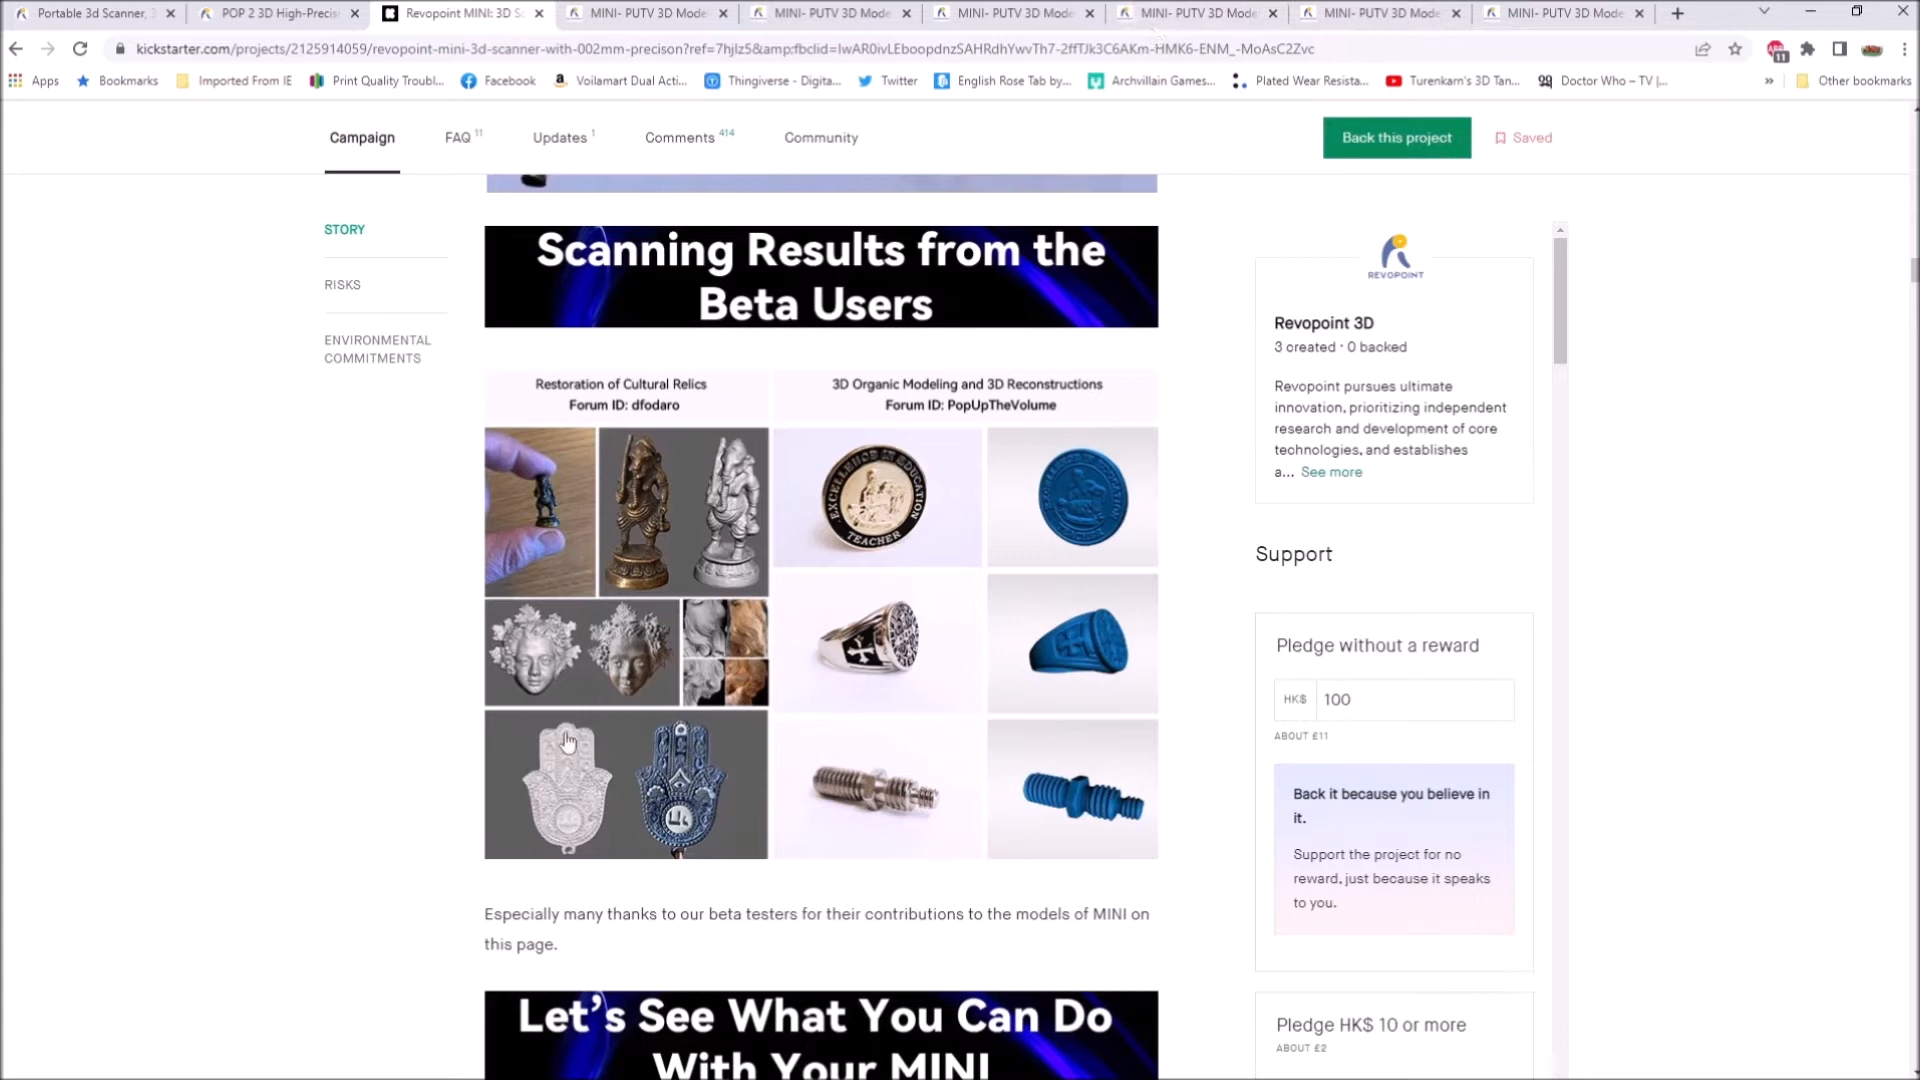 Portable 3d Scanner, 3
POP 2 3D High-Precisi
Revopoint MINI: 3D Sc
MINI- PUTV 3D Mode
MINI- PUTV 3D Mode
MINI- PUTV 3D Mode
MINI- PUTV 3D Mode
MINI- PUTV 3D Mode
MINI- PUTV 3D Mode
kickstarter.com/projects/2125914059/revopoint-mini-3d-scanner-with-002mm-precison?ref=7hjlz5&amp;fbclid=IwAR0ivLEboopdnzSAHRdhYwvTh7-2ffTJk3C6AKm-HMK6-ENM_-MoAsC2Zvc
11
Apps
Bookmarks
Imported From IE
Print Quality Troubl...
Facebook
Voilamart Dual Acti...
Thingiverse - Digita...
Twitter
English Rose Tab by...
Archvillain Games...
Plated Wear Resista...
Turenkarn's 3D Tan...
Doctor Who – TV |...
»
Other bookmarks
Campaign
FAQ 11
Updates 1
Comments 414
Community
Back this project
Saved
STORY
RISKS
ENVIRONMENTAL
COMMITMENTS
Scanning Results from the
Beta Users
Restoration of Cultural Relics
Forum ID: dfodaro
3D Organic Modeling and 3D Reconstructions
Forum ID: PopUpTheVolume
EXCELLENCE IN EDUCATION
TEACHER
Especially many thanks to our beta testers for their contributions to the models of MINI on
this page.
Let's See What You Can Do
With Your MINI
REVOPOINT
Revopoint 3D
3 created · 0 backed
Revopoint pursues ultimate
innovation, prioritizing independent
research and development of core
technologies, and establishes
a... See more
Support
Pledge without a reward
HK$ 100
ABOUT £11
Back it because you believe in
it.
Support the project for no
reward, just because it speaks
to you.
Pledge HK$ 10 or more
ABOUT £2